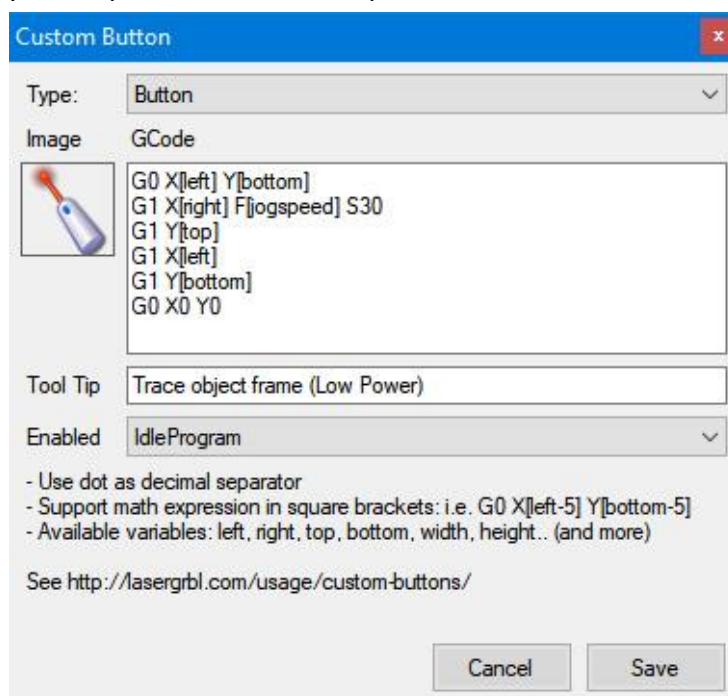 Custom Button
x
Type:
Button
Image
GCode
G0 X[left] Y[bottom]
G1 X[right] F[jogspeed] S30
G1 Y[top]
G1 X[left]
G1 Y[bottom]
G0 X0 Y0
Tool Tip
Trace object frame (Low Power)
Enabled
IdleProgram
- Use dot as decimal separator
- Support math expression in square brackets: i.e. G0 X[left-5] Y[bottom-5]
- Available variables: left, right, top, bottom, width, height.. (and more)
See http://lasergrbl.com/usage/custom-buttons/
Cancel
Save